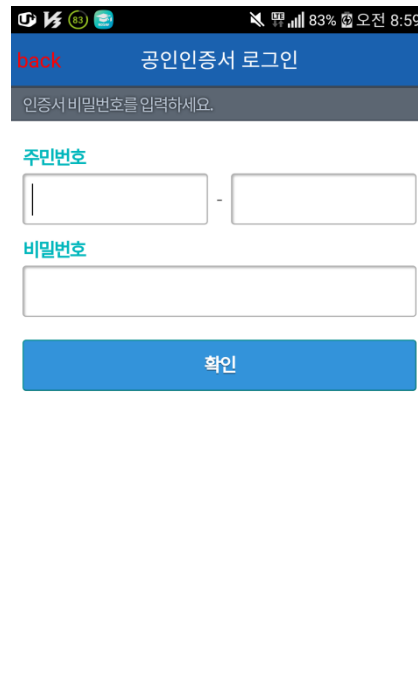 83 83% 오전 8:59
back 공인인증서 로그인
인증서 비밀번호를 입력하세요.
주민번호
-
비밀번호
확인